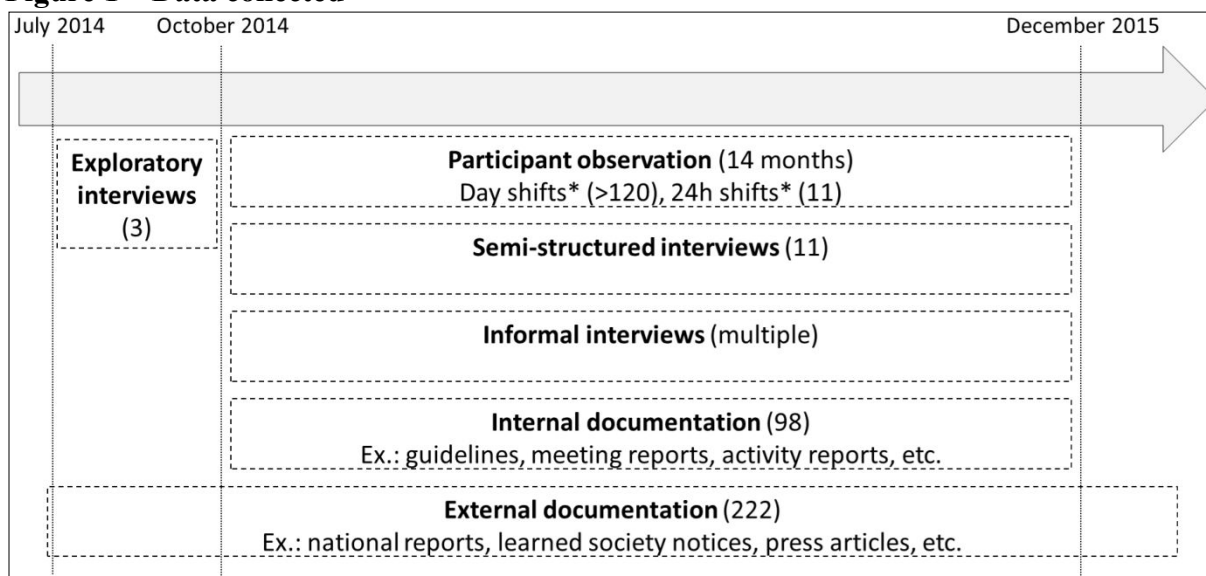 Figure 1 – Data collected
July 2014
October 2014
December 2015
Exploratory
interviews
(3)
Participant observation (14 months)
Day shifts* (>120), 24h shifts* (11)
Semi-structured interviews (11)
Informal interviews (multiple)
Internal documentation (98)
Ex.: guidelines, meeting reports, activity reports, etc.
External documentation (222)
Ex.: national reports, learned society notices, press articles, etc.